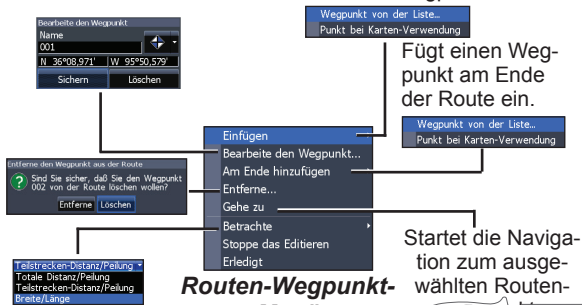 Bearbeite den Wegpunkt
Name
001
N 36°08,971' W 95°50,579'
Sichern Löschen
Wegpunkt von der Liste...
Punkt bei Karten-Verwendung
Fügt einen Weg-
punkt am Ende
der Route ein.
Wegpunkt von der Liste...
Punkt bei Karten-Verwendung
Einfügen
Bearbeite den Wegpunkt...
Am Ende hinzufügen
Entferne...
Gehe zu
Betrachte
Stoppe das Editieren
Erledigt
Entferne den Wegpunkt aus der Route
Sind Sie sicher, daß Sie den Wegpunkt
002 von der Route löschen wollen?
Entferne Löschen
Teilstrecken-Distanz/Peilung
Totale Distanz/Peilung
Teilstrecken-Distanz/Peilung
Breite/Länge
Routen-Wegpunkt-
Startet die Naviga-
tion zum ausge-
wählten Routen-